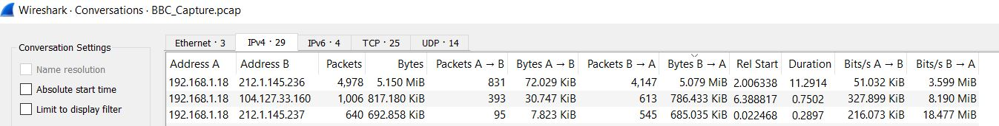 Wireshark · Conversations · BBC_Capture.pcap
Conversation Settings
Name resolution
Absolute start time
Limit to display filter
Ethernet · 3 IPv4 · 29 IPv6 · 4 TCP · 25 UDP · 14
Address A Address B Packets Bytes Packets A → B Bytes A → B Packets B → A Bytes B → A Rel Start Duration Bits/s A → B Bits/s B → A
192.168.1.18 212.1.145.236 4,978 5.150 MiB 831 72.029 KiB 4,147 5.079 MiB 2.006338 11.2914 51.032 KiB 3.599 MiB
192.168.1.18 104.127.33.160 1,006 817.180 KiB 393 30.747 KiB 613 786.433 KiB 6.388817 0.7502 327.899 KiB 8.190 MiB
192.168.1.18 212.1.145.237 640 692.858 KiB 95 7.823 KiB 545 685.035 KiB 0.022468 0.2897 216.073 KiB 18.477 MiB